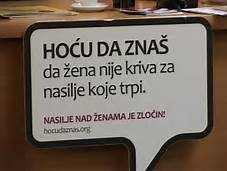 HOĆU DA ZNAŠ
da žena nije kriva za
nasilje koje trpi.
NASILJE NAD ŽENAMA JE ZLOČIN!
hocudaznas.org